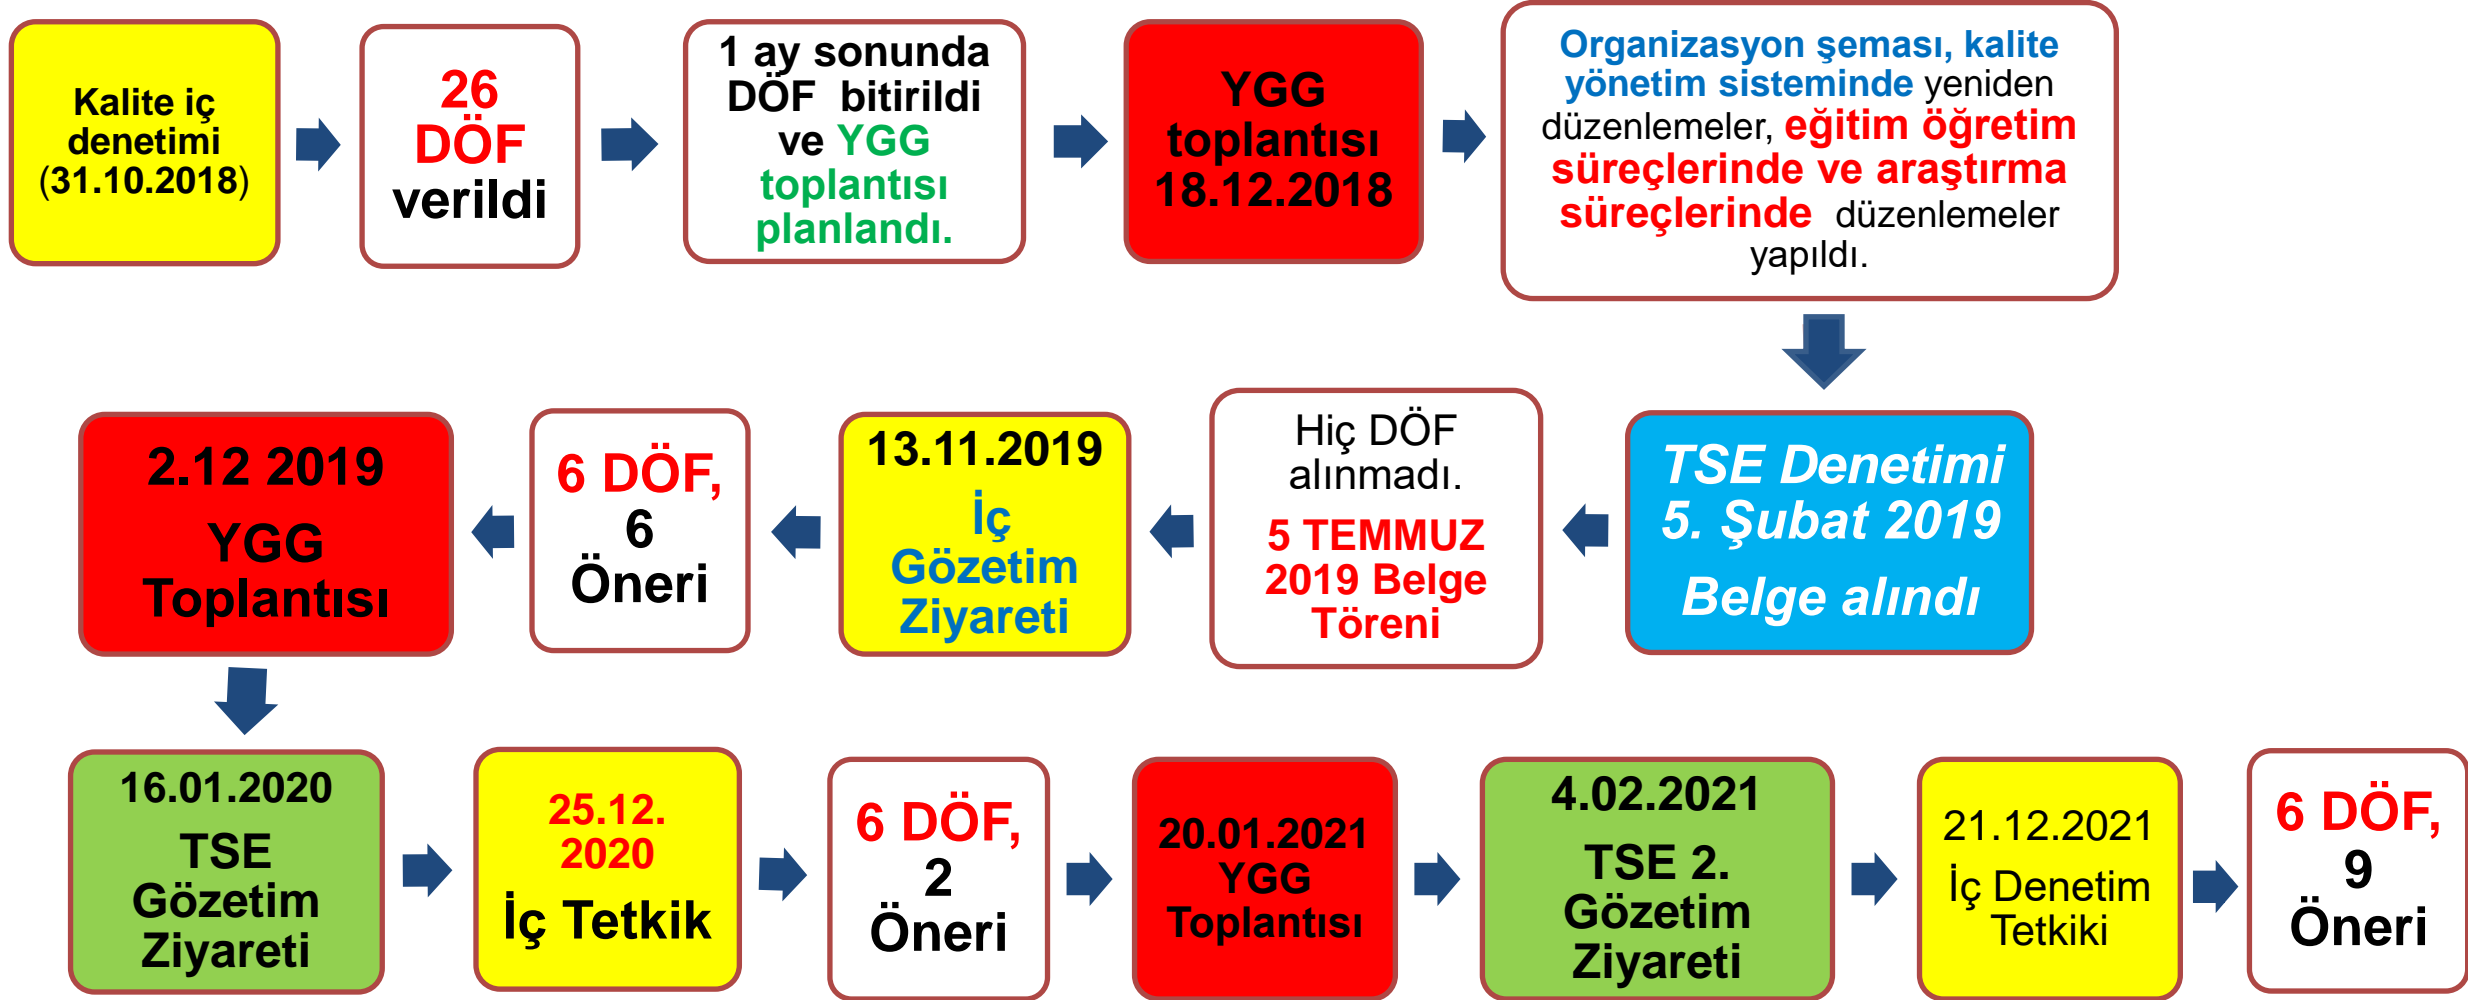 Kalite iç
denetimi
(31.10.2018)
26
DÖF
verildi
1 ay sonunda
DÖF bitirildi
ve YGG
toplantısı
planlandı.
YGG
toplantısı
18.12.2018
Organizasyon şeması, kalite
yönetim sisteminde yeniden
düzenlemeler, eğitim öğretim
süreçlerinde ve araştırma
süreçlerinde düzenlemeler
yapıldı.
TSE Denetimi
5. Şubat 2019
Belge alındı
Hiç DÖF
alınmadı.
5 TEMMUZ
2019 Belge
Töreni
13.11.2019
İç
Gözetim
Ziyareti
6 DÖF,
6
Öneri
2.12 2019
YGG
Toplantısı
16.01.2020
TSE
Gözetim
Ziyareti
25.12.
2020
İç Tetkik
6 DÖF,
2
Öneri
20.01.2021
YGG
Toplantısı
4.02.2021
TSE 2.
Gözetim
Ziyareti
21.12.2021
İç Denetim
Tetkiki
6 DÖF,
9
Öneri